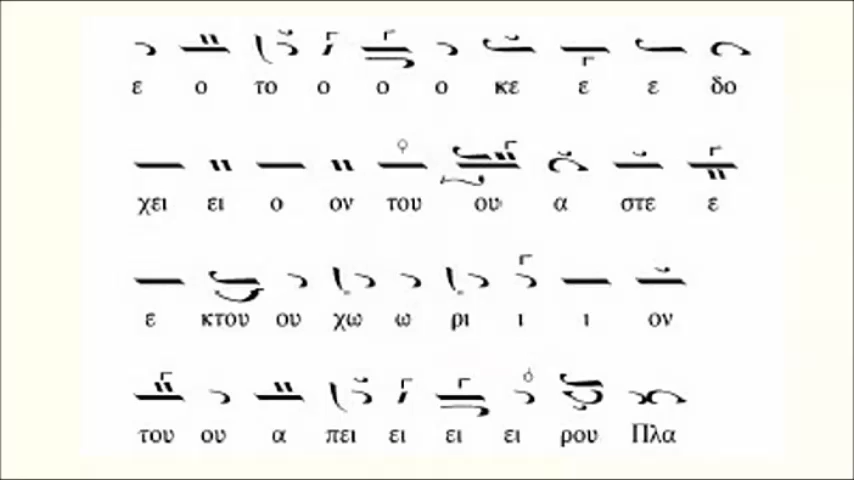 ε ο το ο ο ο κε ε ε δο
χει ει ο ον του ου α στε ε
ε κτου ου χω ω ρι ι ι ον
του ου α πει ει ει ει ρου Πλα